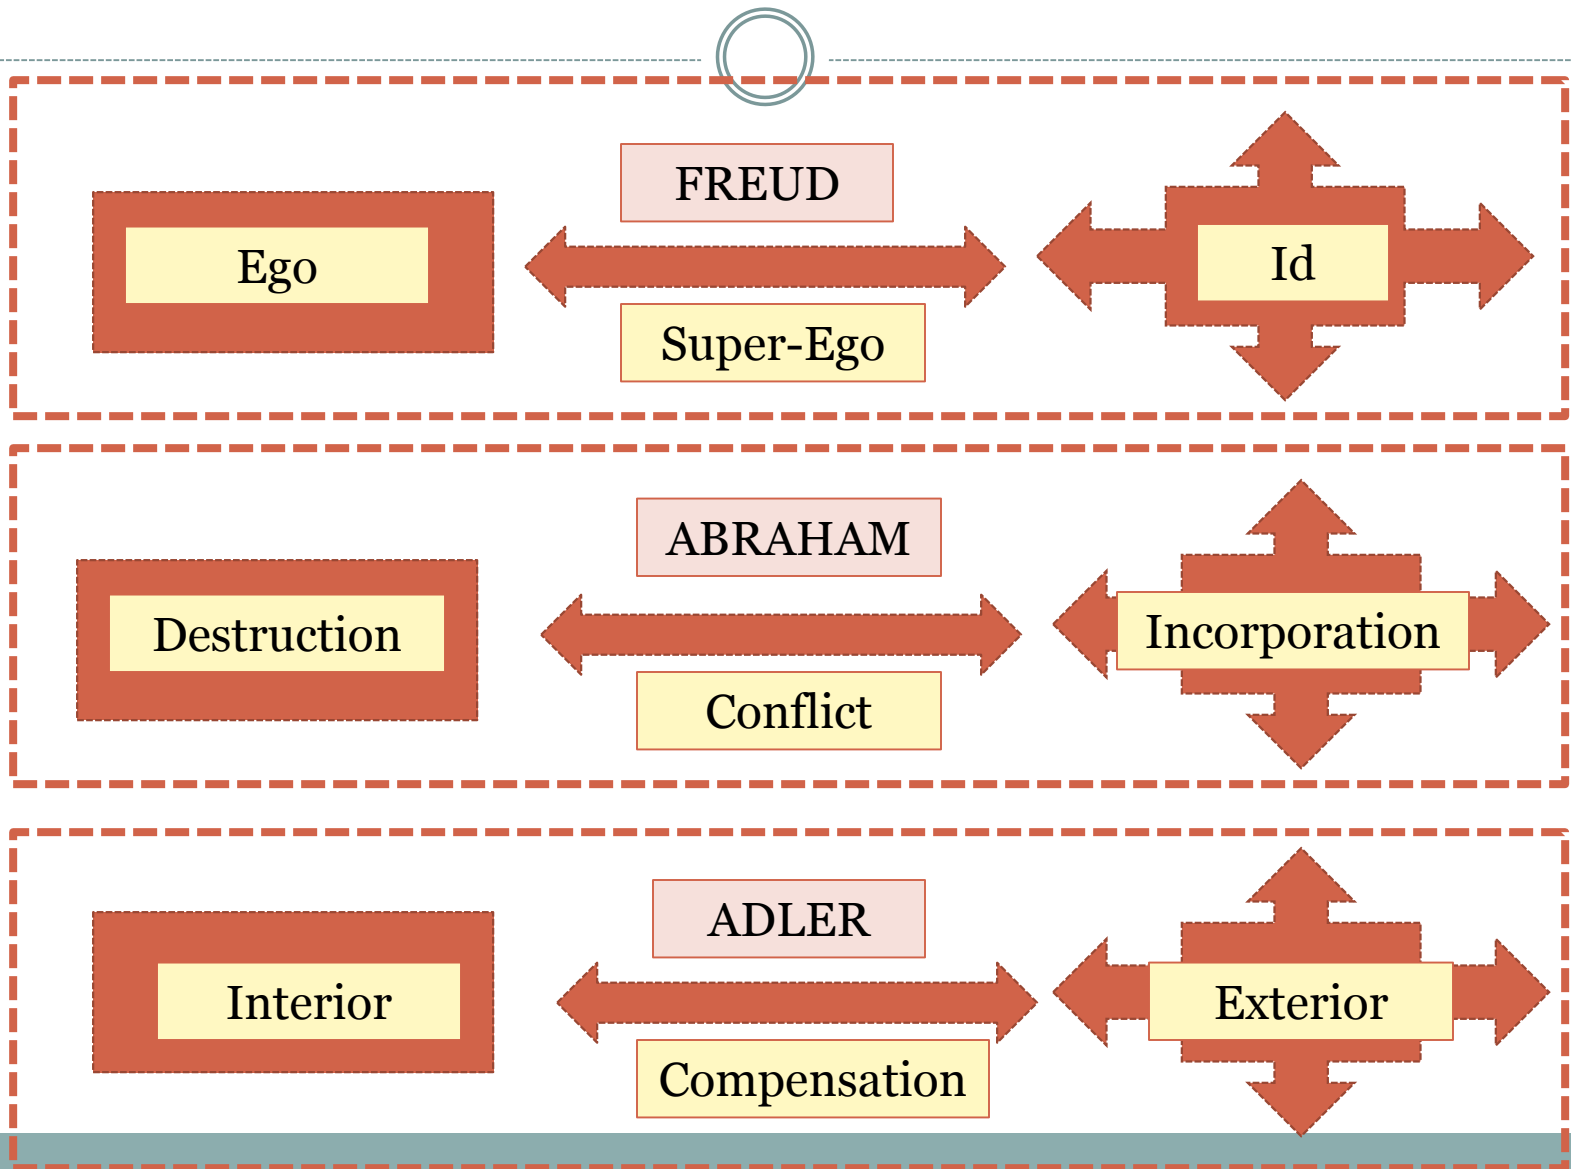 FREUD
Ego
Id
Super-Ego
ABRAHAM
Destruction
Incorporation
Conflict
ADLER
Interior
Exterior
Compensation